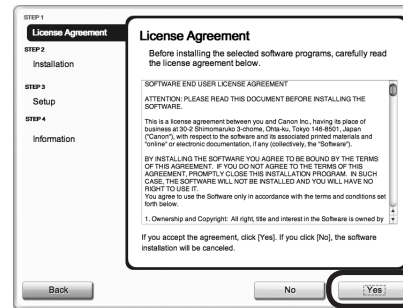 STEP 1
License Agreement
STEP 2
Installation
STEP 3
Setup
STEP 4
Information
License Agreement
Before installing the selected software programs, carefully read
the license agreement below.
SOFTWARE END USER LICENSE AGREEMENT
ATTENTION: PLEASE READ THIS DOCUMENT BEFORE INSTALLING THE
SOFTWARE.
This is a license agreement between you and Canon Inc., having its place of
business at 30-2 Shimomaruko 3-chome, Ohta-ku, Tokyo 146-8501, Japan
("Canon"), with respect to the software and its associated printed materials and
"online" or electronic documentation, if any (collectively, the "Software").
BY INSTALLING THE SOFTWARE YOU AGREE TO BE BOUND BY THE TERMS
OF THIS AGREEMENT. IF YOU DO NOT AGREE TO THE TERMS OF THIS
AGREEMENT, PROMPTLY CLOSE THIS INSTALLATION PROGRAM. IN SUCH
CASE, THE SOFTWARE WILL NOT BE INSTALLED AND YOU WILL HAVE NO
RIGHT TO USE IT.
You agree to use the Software only in accordance with the terms and conditions set
forth below.
1. Ownership and Copyright: All right, title and interest in the Software is owned by
If you accept the agreement, click [Yes]. If you click [No], the software
installation will be canceled.
Back
No
Yes